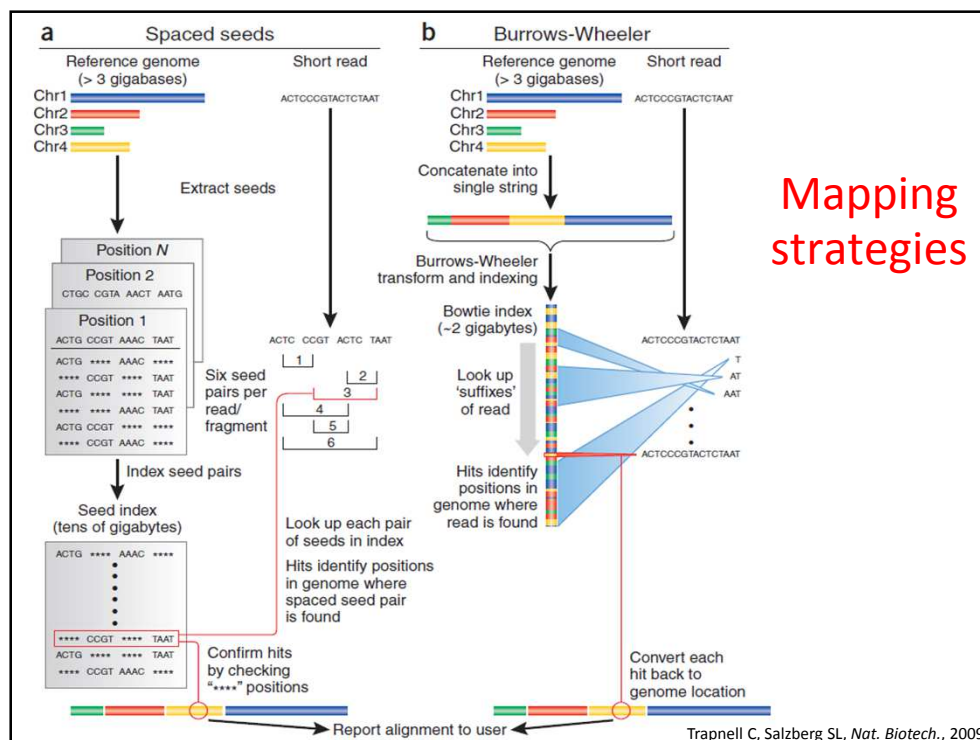 a
Spaced seeds
Reference genome
(> 3 gigabases)
Short read
Chr1
Chr2
Chr3
Chr4
ACTCCCGTACTCTAAT
Extract seeds
Position N
Position 2
CTGC CCGTA AACT AATG
Position 1
ACTG CCGT AAAC TAAT
ACTG **** AAAC ****
**** CCGT **** TAAT
ACTG **** **** TAAT
**** **** AAAC TAAT
ACTG CCGT **** ****
**** CCGT AAAC ****
Six seed
pairs per
read/
fragment
ACTC CCGT ACTC TAAT
1
2
3
4
5
6
Index seed pairs
Seed index
(tens of gigabytes)
ACTG **** AAAC ****
**** CCGT **** TAAT
ACTG **** **** TAAT
**** CCGT AAAC ****
Look up each pair
of seeds in index
Hits identify positions
in genome where
spaced seed pair
is found
Confirm hits
by checking
"****" positions
b
Burrows-Wheeler
Reference genome
(> 3 gigabases)
Short read
Chr1
Chr2
Chr3
Chr4
ACTCCCGTACTCTAAT
Concatenate into
single string
Burrows-Wheeler
transform and indexing
Bowtie index
(~2 gigabytes)
Look up
'suffixes'
of read
ACTCCCGTACTCTAAT
T
AT
AAT
ACTCCCGTACTCTAAT
Hits identify
positions in
genome where
read is found
Convert each
hit back to
genome location
Report alignment to user
Mapping
strategies
Trapnell C, Salzberg SL, Nat. Biotech., 2009